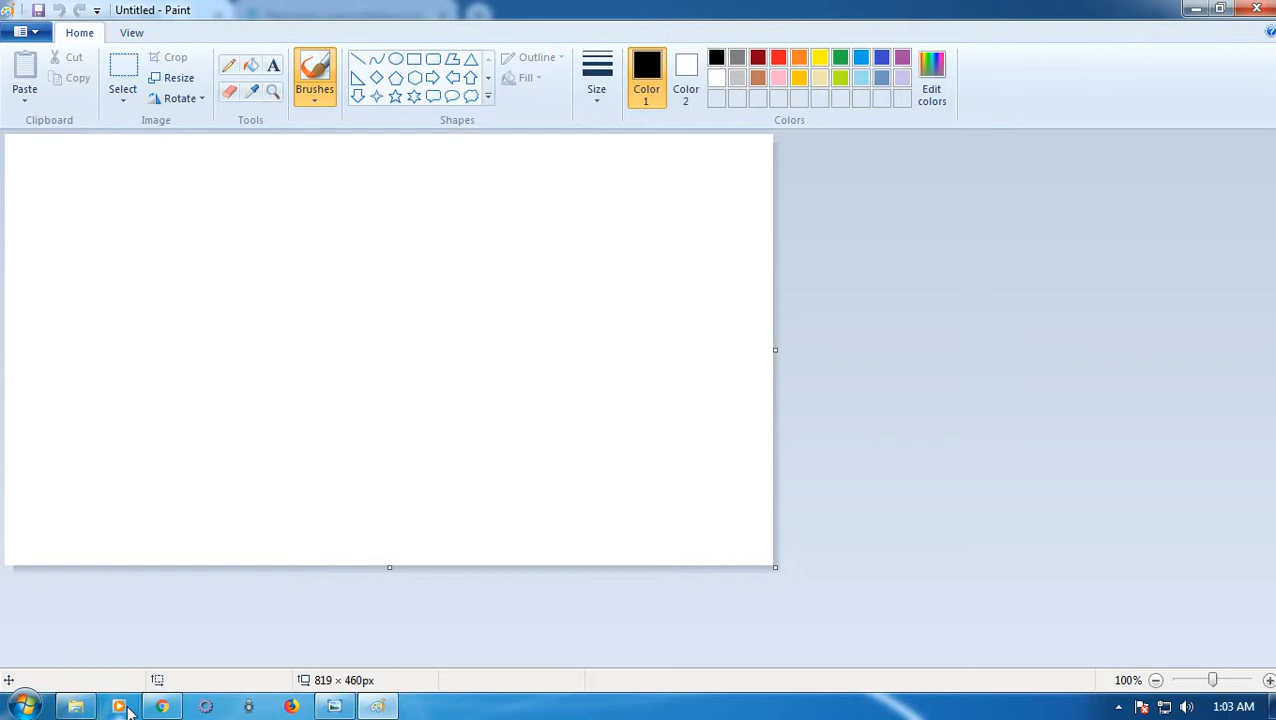 Untitled - Paint
Home View
Paste
Cut
Copy
Clipboard
Select
Crop
Resize
Rotate
Image
A
Tools
Brushes
Outline
Fill
Shapes
Size
Color 1
Color 2
Edit colors
Colors
819 × 460px
100%
1:03 AM